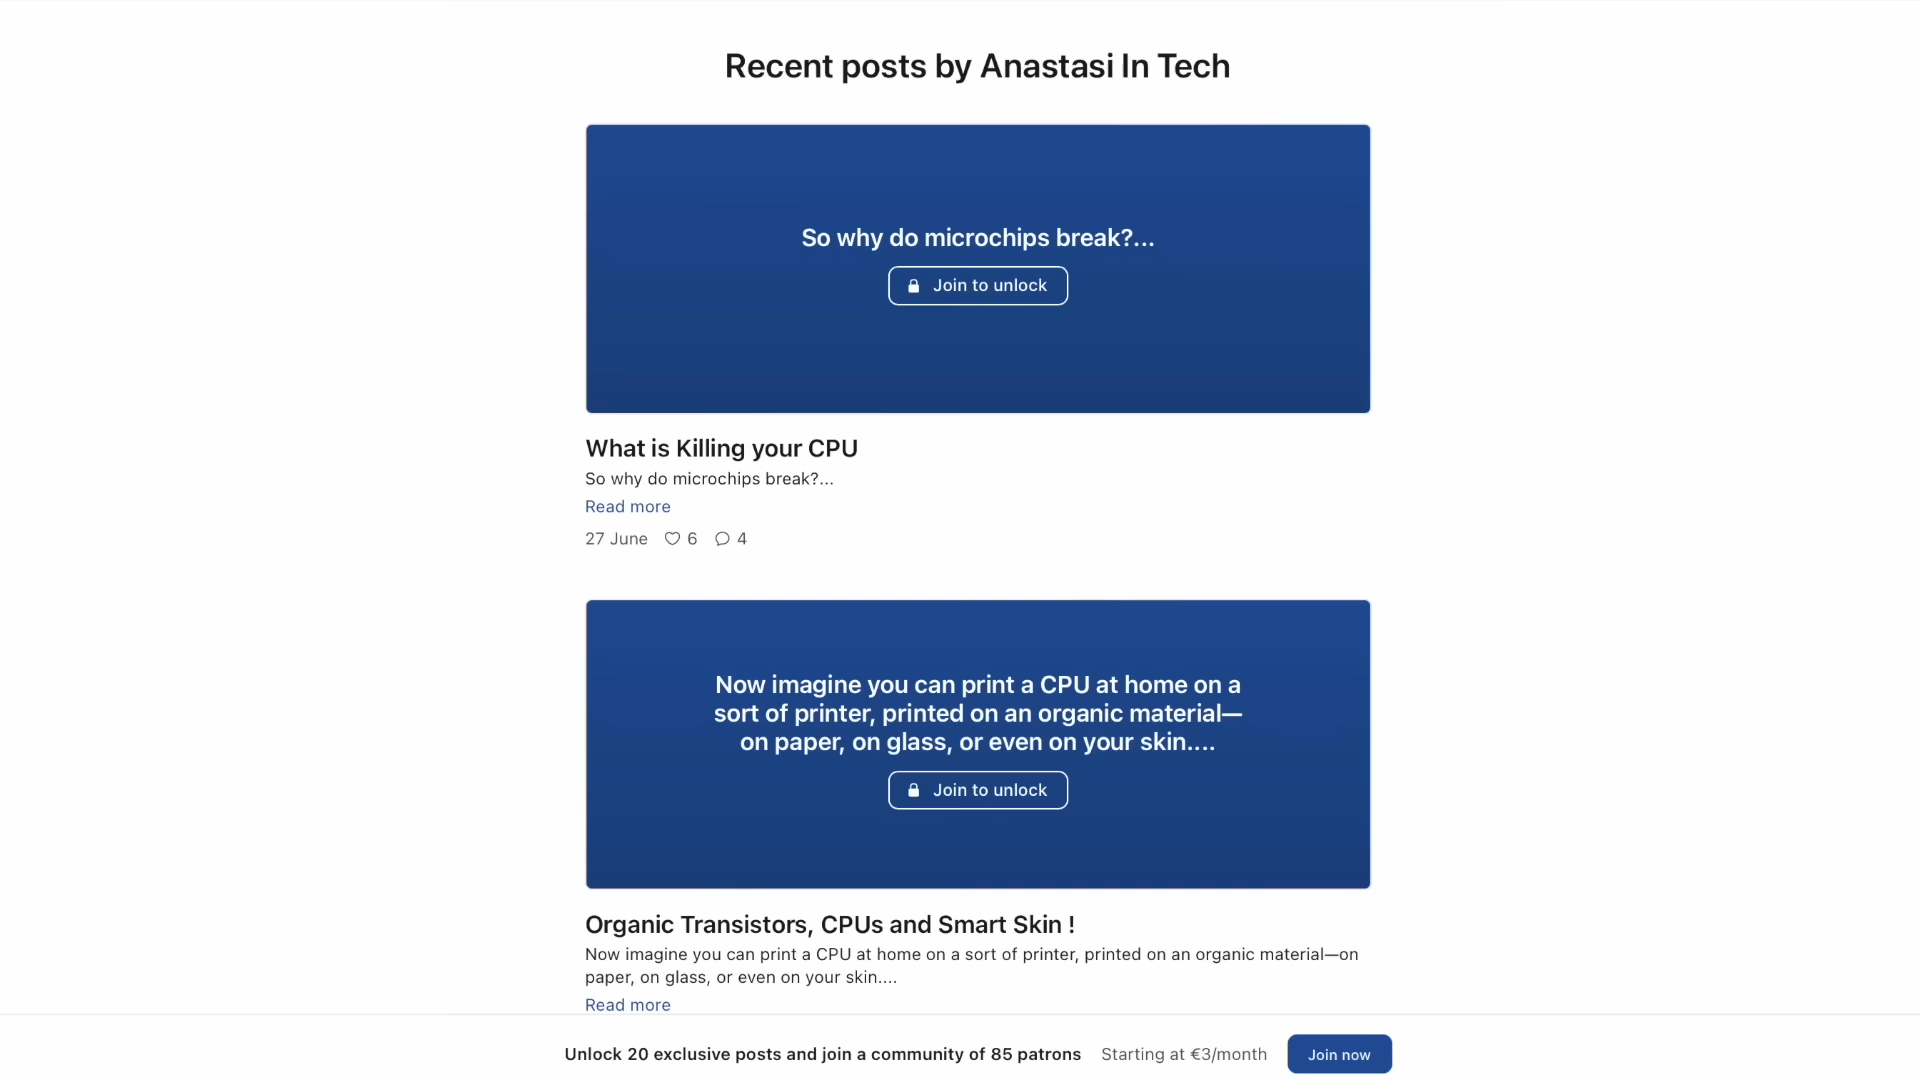 Recent posts by Anastasi In Tech
So why do microchips break?...
Join to unlock
What is Killing your CPU
So why do microchips break?...
Read more
27 June 6 4
Now imagine you can print a CPU at home on a
sort of printer, printed on an organic material—
on paper, on glass, or even on your skin....
Join to unlock
Organic Transistors, CPUs and Smart Skin !
Now imagine you can print a CPU at home on a sort of printer, printed on an organic material—on
paper, on glass, or even on your skin....
Read more
Unlock 20 exclusive posts and join a community of 85 patrons Starting at €3/month Join now